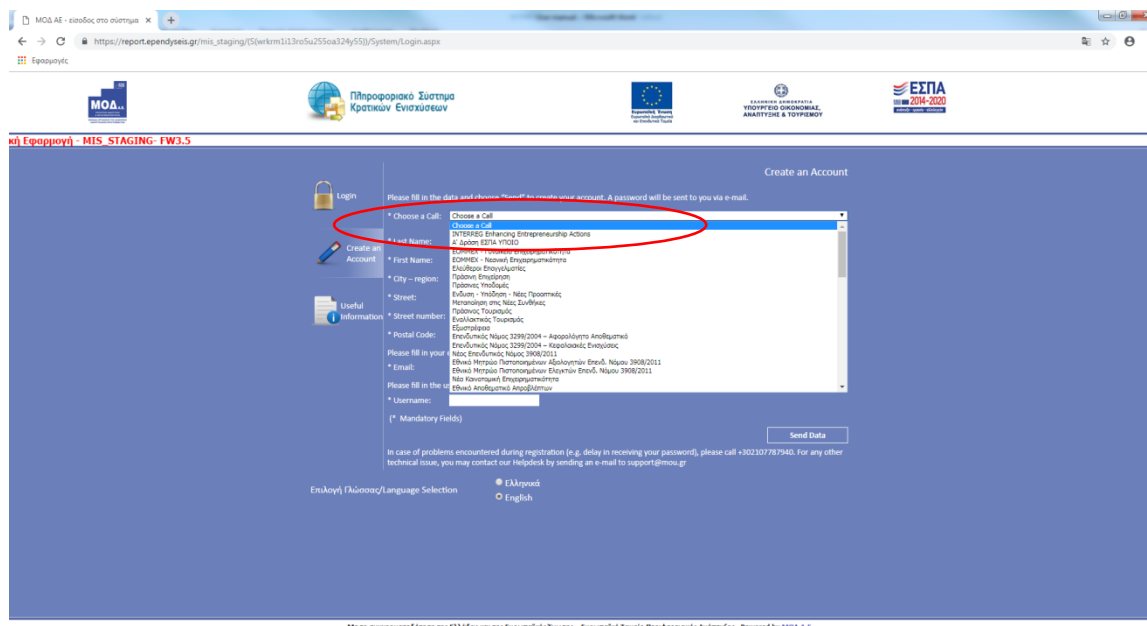 ΜΟΔ ΑΕ - είσοδος στο σύστημα
https://report.ependyseis.gr/mis_staging/(S(wrkrm1i13ro5u255oa324y55))/System/Login.aspx
Εφαρμογές
ΜΟΔ Α.Ε.
Πληροφοριακό Σύστημα
Κρατικών Ενισχύσεων
Ευρωπαϊκή Ένωση
ΕΛΛΗΝΙΚΗ ΔΗΜΟΚΡΑΤΙΑ
ΥΠΟΥΡΓΕΙΟ ΟΙΚΟΝΟΜΙΑΣ,
ΑΝΑΠΤΥΞΗΣ & ΤΟΥΡΙΣΜΟΥ
ΕΣΠΑ
2014-2020
κή Εφαρμογή - MIS_STAGING- FW3.5
Create an Account
Login
Please fill in the data and choose "Send" to create your account. A password will be sent to you via e-mail.
* Choose a Call: Choose a Call
Choose a Call
INTERREG Enhancing Entrepreneurship Actions
* Last Name: Α' Δράση ΕΣΠΑ ΥΠΟΙΟ
Create an
Account
ΕΟΜΜΕΧ - Γυναικεία Επιχειρηματικότητα
* First Name: ΕΟΜΜΕΧ - Νεανική Επιχειρηματικότητα
Ελεύθεροι Επαγγελματίες
* City – region: Πράσινη Επιχείρηση
Πράσινες Υποδομές
* Street: Ένδυση - Υπόδηση - Νέες Προοπτικές
Μεταποίηση στις Νέες Συνθήκες
Useful
Information
Πράσινος Τουρισμός
* Street number: Εναλλακτικός Τουρισμός
Εξωστρέφεια
* Postal Code: Επενδυτικός Νόμος 3299/2004 – Αφορολόγητο Αποθεματικό
Επενδυτικός Νόμος 3299/2004 – Κεφαλαιακές Ενισχύσεις
Please fill in your Νέος Επενδυτικός Νόμος 3908/2011
* Email: Εθνικό Μητρώο Πιστοποιημένων Αξιολογητών Επενδ. Νόμου 3908/2011
Εθνικό Μητρώο Πιστοποιημένων Ελεγκτών Επενδ. Νόμου 3908/2011
Νέα Καινοτομική Επιχειρηματικότητα
Please fill in the Εθνικό Αποθεματικό Απροβλέπτων
* Username:
(* Mandatory Fields)
Send Data
In case of problems encountered during registration (e.g. delay in receiving your password), please call +302107787940. For any other
technical issue, you may contact our Helpdesk by sending an e-mail to support@mou.gr
Επιλογή Γλώσσας/Language Selection
Ελληνικά
English